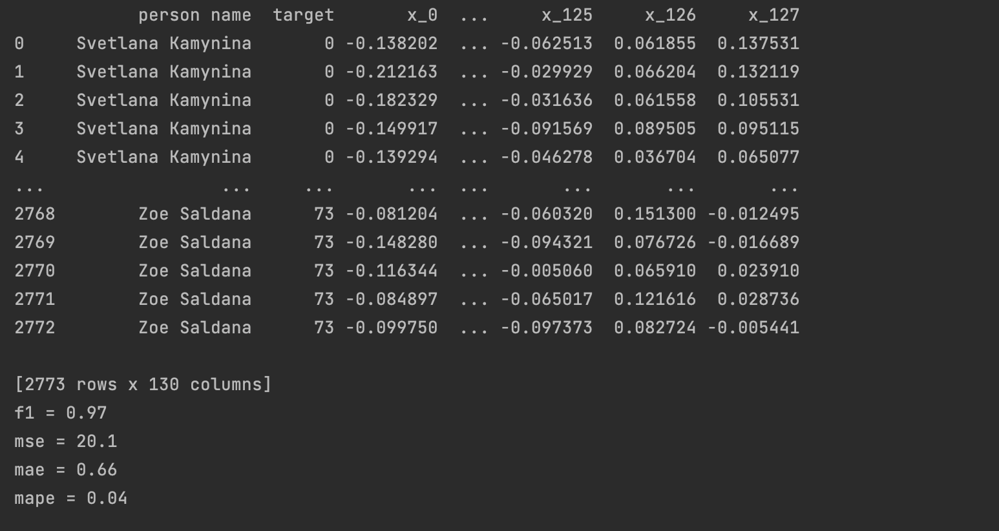 person name target x_0 ... x_125 x_126 x_127
0 Svetlana Kamynina 0 -0.138202 ... -0.062513 0.061855 0.137531
1 Svetlana Kamynina 0 -0.212163 ... -0.029929 0.066204 0.132119
2 Svetlana Kamynina 0 -0.182329 ... -0.031636 0.061558 0.105531
3 Svetlana Kamynina 0 -0.149917 ... -0.091569 0.089505 0.095115
4 Svetlana Kamynina 0 -0.139294 ... -0.046278 0.036704 0.065077
... ... ... ... ... ... ... ...
2768 Zoe Saldana 73 -0.081204 ... -0.060320 0.151300 -0.012495
2769 Zoe Saldana 73 -0.148280 ... -0.094321 0.076726 -0.016689
2770 Zoe Saldana 73 -0.116344 ... -0.005060 0.065910 0.023910
2771 Zoe Saldana 73 -0.084897 ... -0.065017 0.121616 0.028736
2772 Zoe Saldana 73 -0.099750 ... -0.097373 0.082724 -0.005441
[2773 rows x 130 columns]
f1 = 0.97
mse = 20.1
mae = 0.66
mape = 0.04